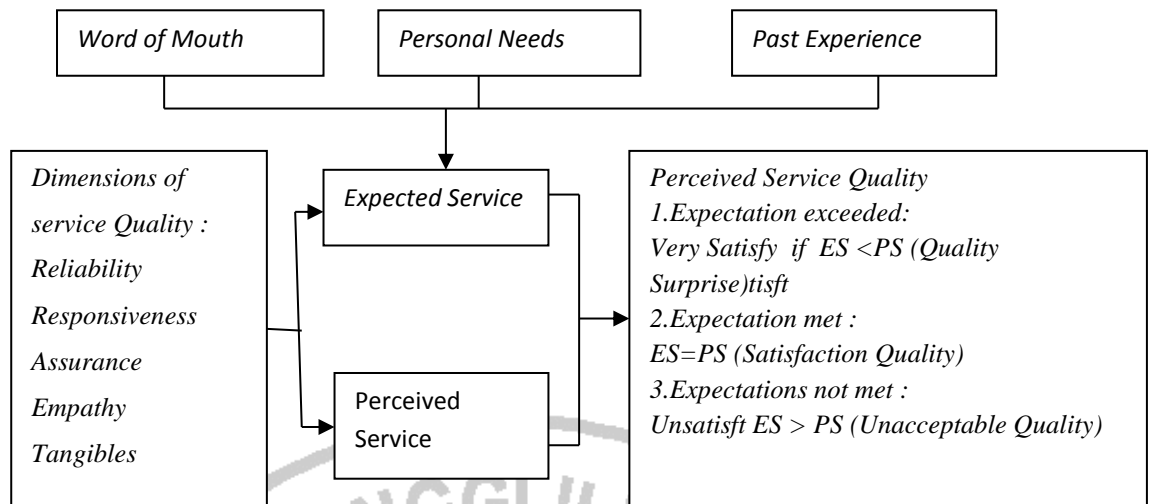 Word of Mouth
Personal Needs
Past Experience
Dimensions of
service Quality :
Reliability
Responsiveness
Assurance
Empathy
Tangibles
Expected Service
Perceived
Service
Perceived Service Quality
1.Expectation exceeded:
Very Satisfy if ES <PS (Quality
Surprise)tisft
2.Expectation met :
ES=PS (Satisfaction Quality)
3.Expectations not met :
Unsatisft ES > PS (Unacceptable Quality)